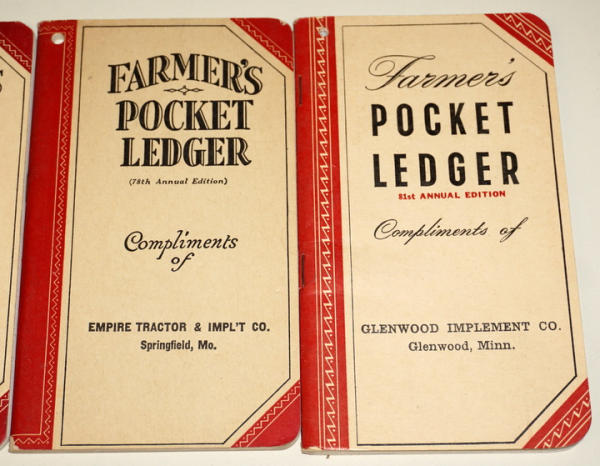 FARMER'S
POCKET
LEDGER
(78th Annual Edition)
Compliments
of
EMPIRE TRACTOR & IMPL'T CO.
Springfield, Mo.
Farmer's
POCKET
LEDGER
81st ANNUAL EDITION
Compliments of
GLENWOOD IMPLEMENT CO.
Glenwood, Minn.